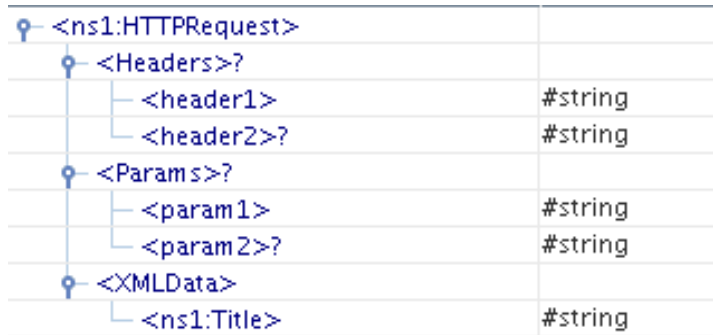 <ns1:HTTPRequest>
<Headers>?
<header1> #string
<header2>? #string
<Params>?
<param1> #string
<param2>? #string
<XMLData>
<ns1:Title> #string